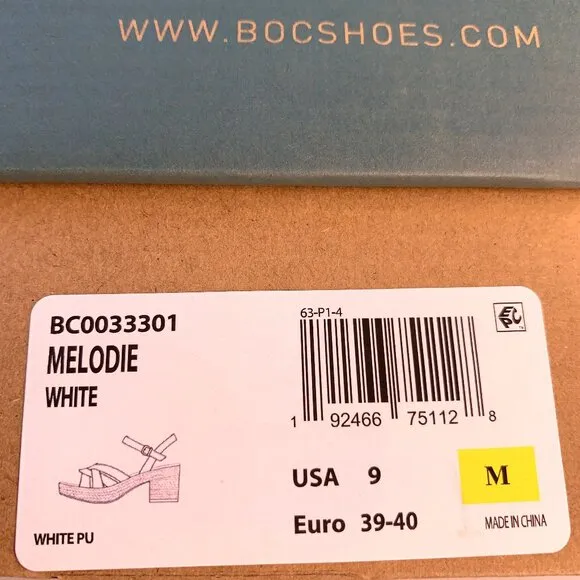 WWW.BOCSHOES.COM
BC0033301
MELODIE
WHITE
63-P1-4
EPC
1 92466 75112 8
USA 9
M
Euro 39-40
MADE IN CHINA
WHITE PU